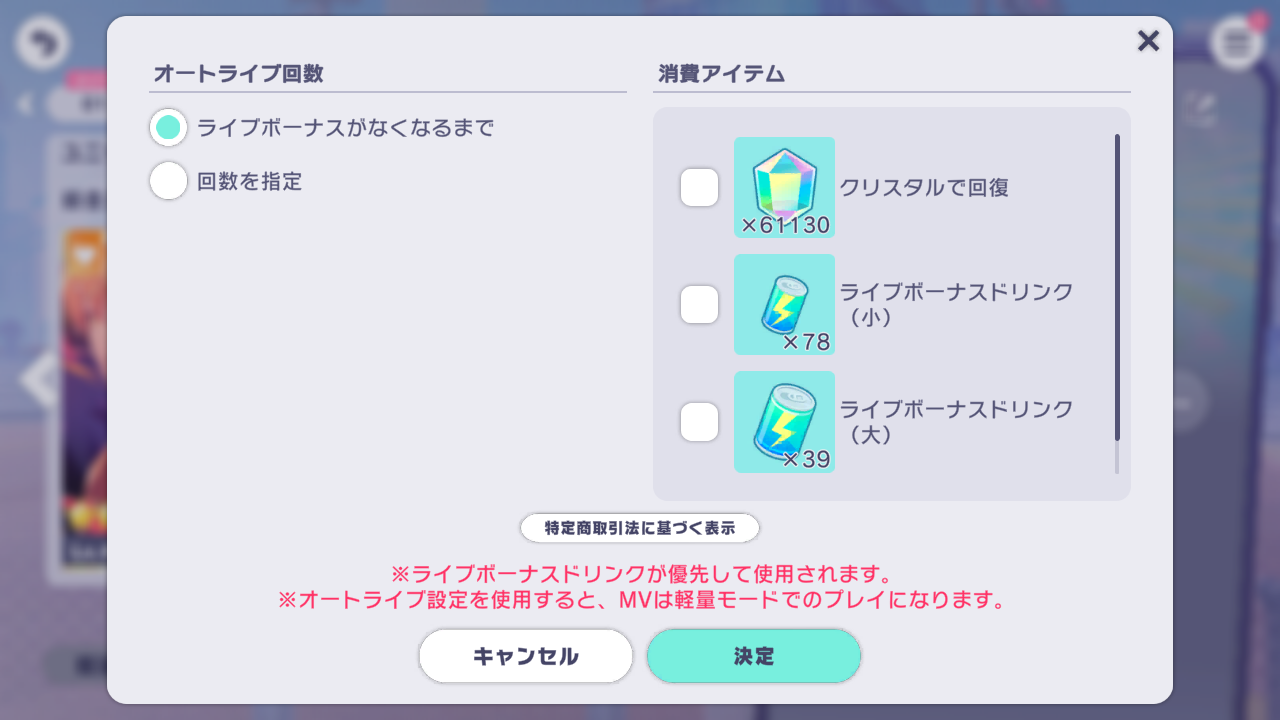 オートライブ回数
ライブボーナスがなくなるまで
回数を指定
消費アイテム
×61130
クリスタルで回復
×78
ライブボーナスドリンク
（小）
×39
ライブボーナスドリンク
（大）
特定商取引法に基づく表示
※ライブボーナスドリンクが優先して使用されます。
※オートライブ設定を使用すると、MVは軽量モードでのプレイになります。
キャンセル
決定